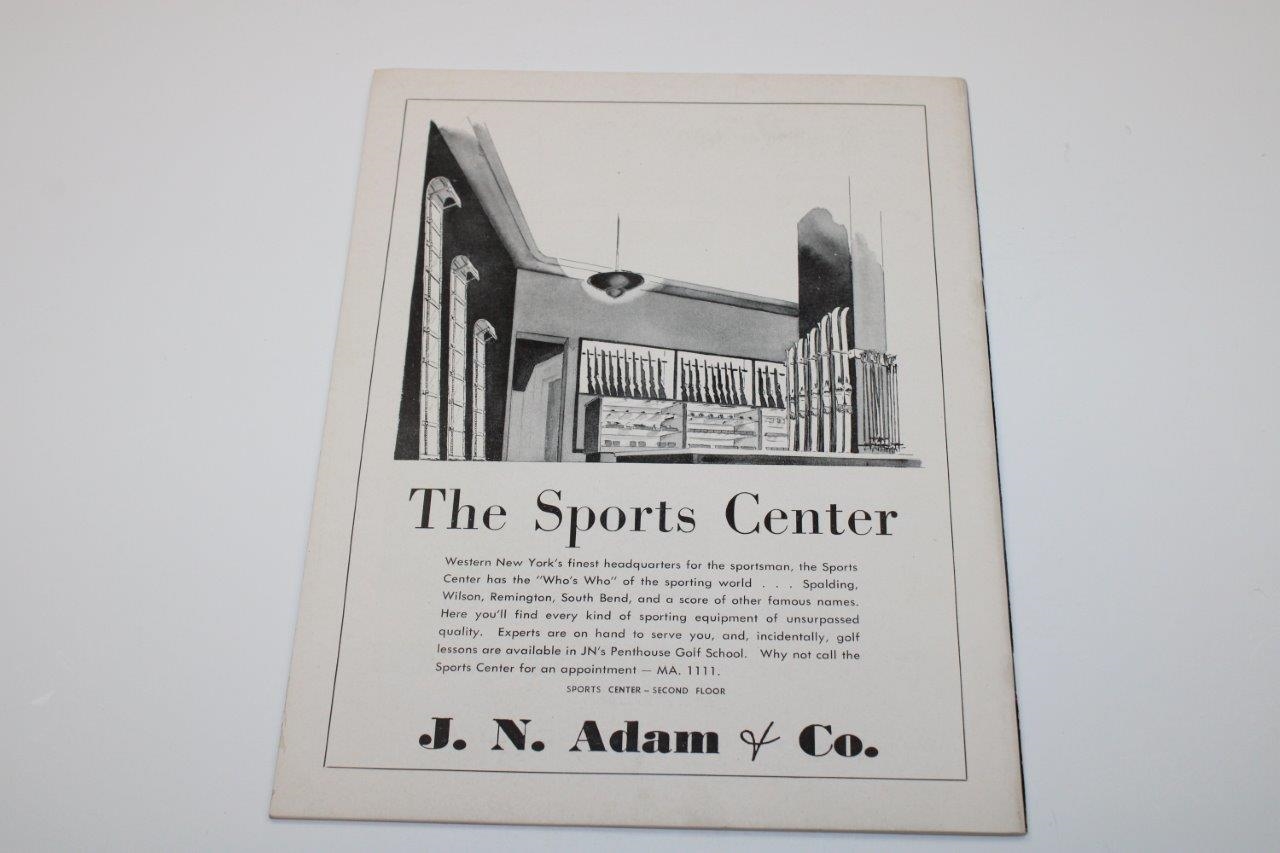 The Sports Center
Western New York's finest headquarters for the sportsman, the Sports
Center has the "Who's Who" of the sporting world . . . Spalding,
Wilson, Remington, South Bend, and a score of other famous names.
Here you'll find every kind of sporting equipment of unsurpassed
quality. Experts are on hand to serve you, and, incidentally, golf
lessons are available in JN's Penthouse Golf School. Why not call the
Sports Center for an appointment — MA. 1111.
SPORTS CENTER – SECOND FLOOR
J. N. Adam & Co.